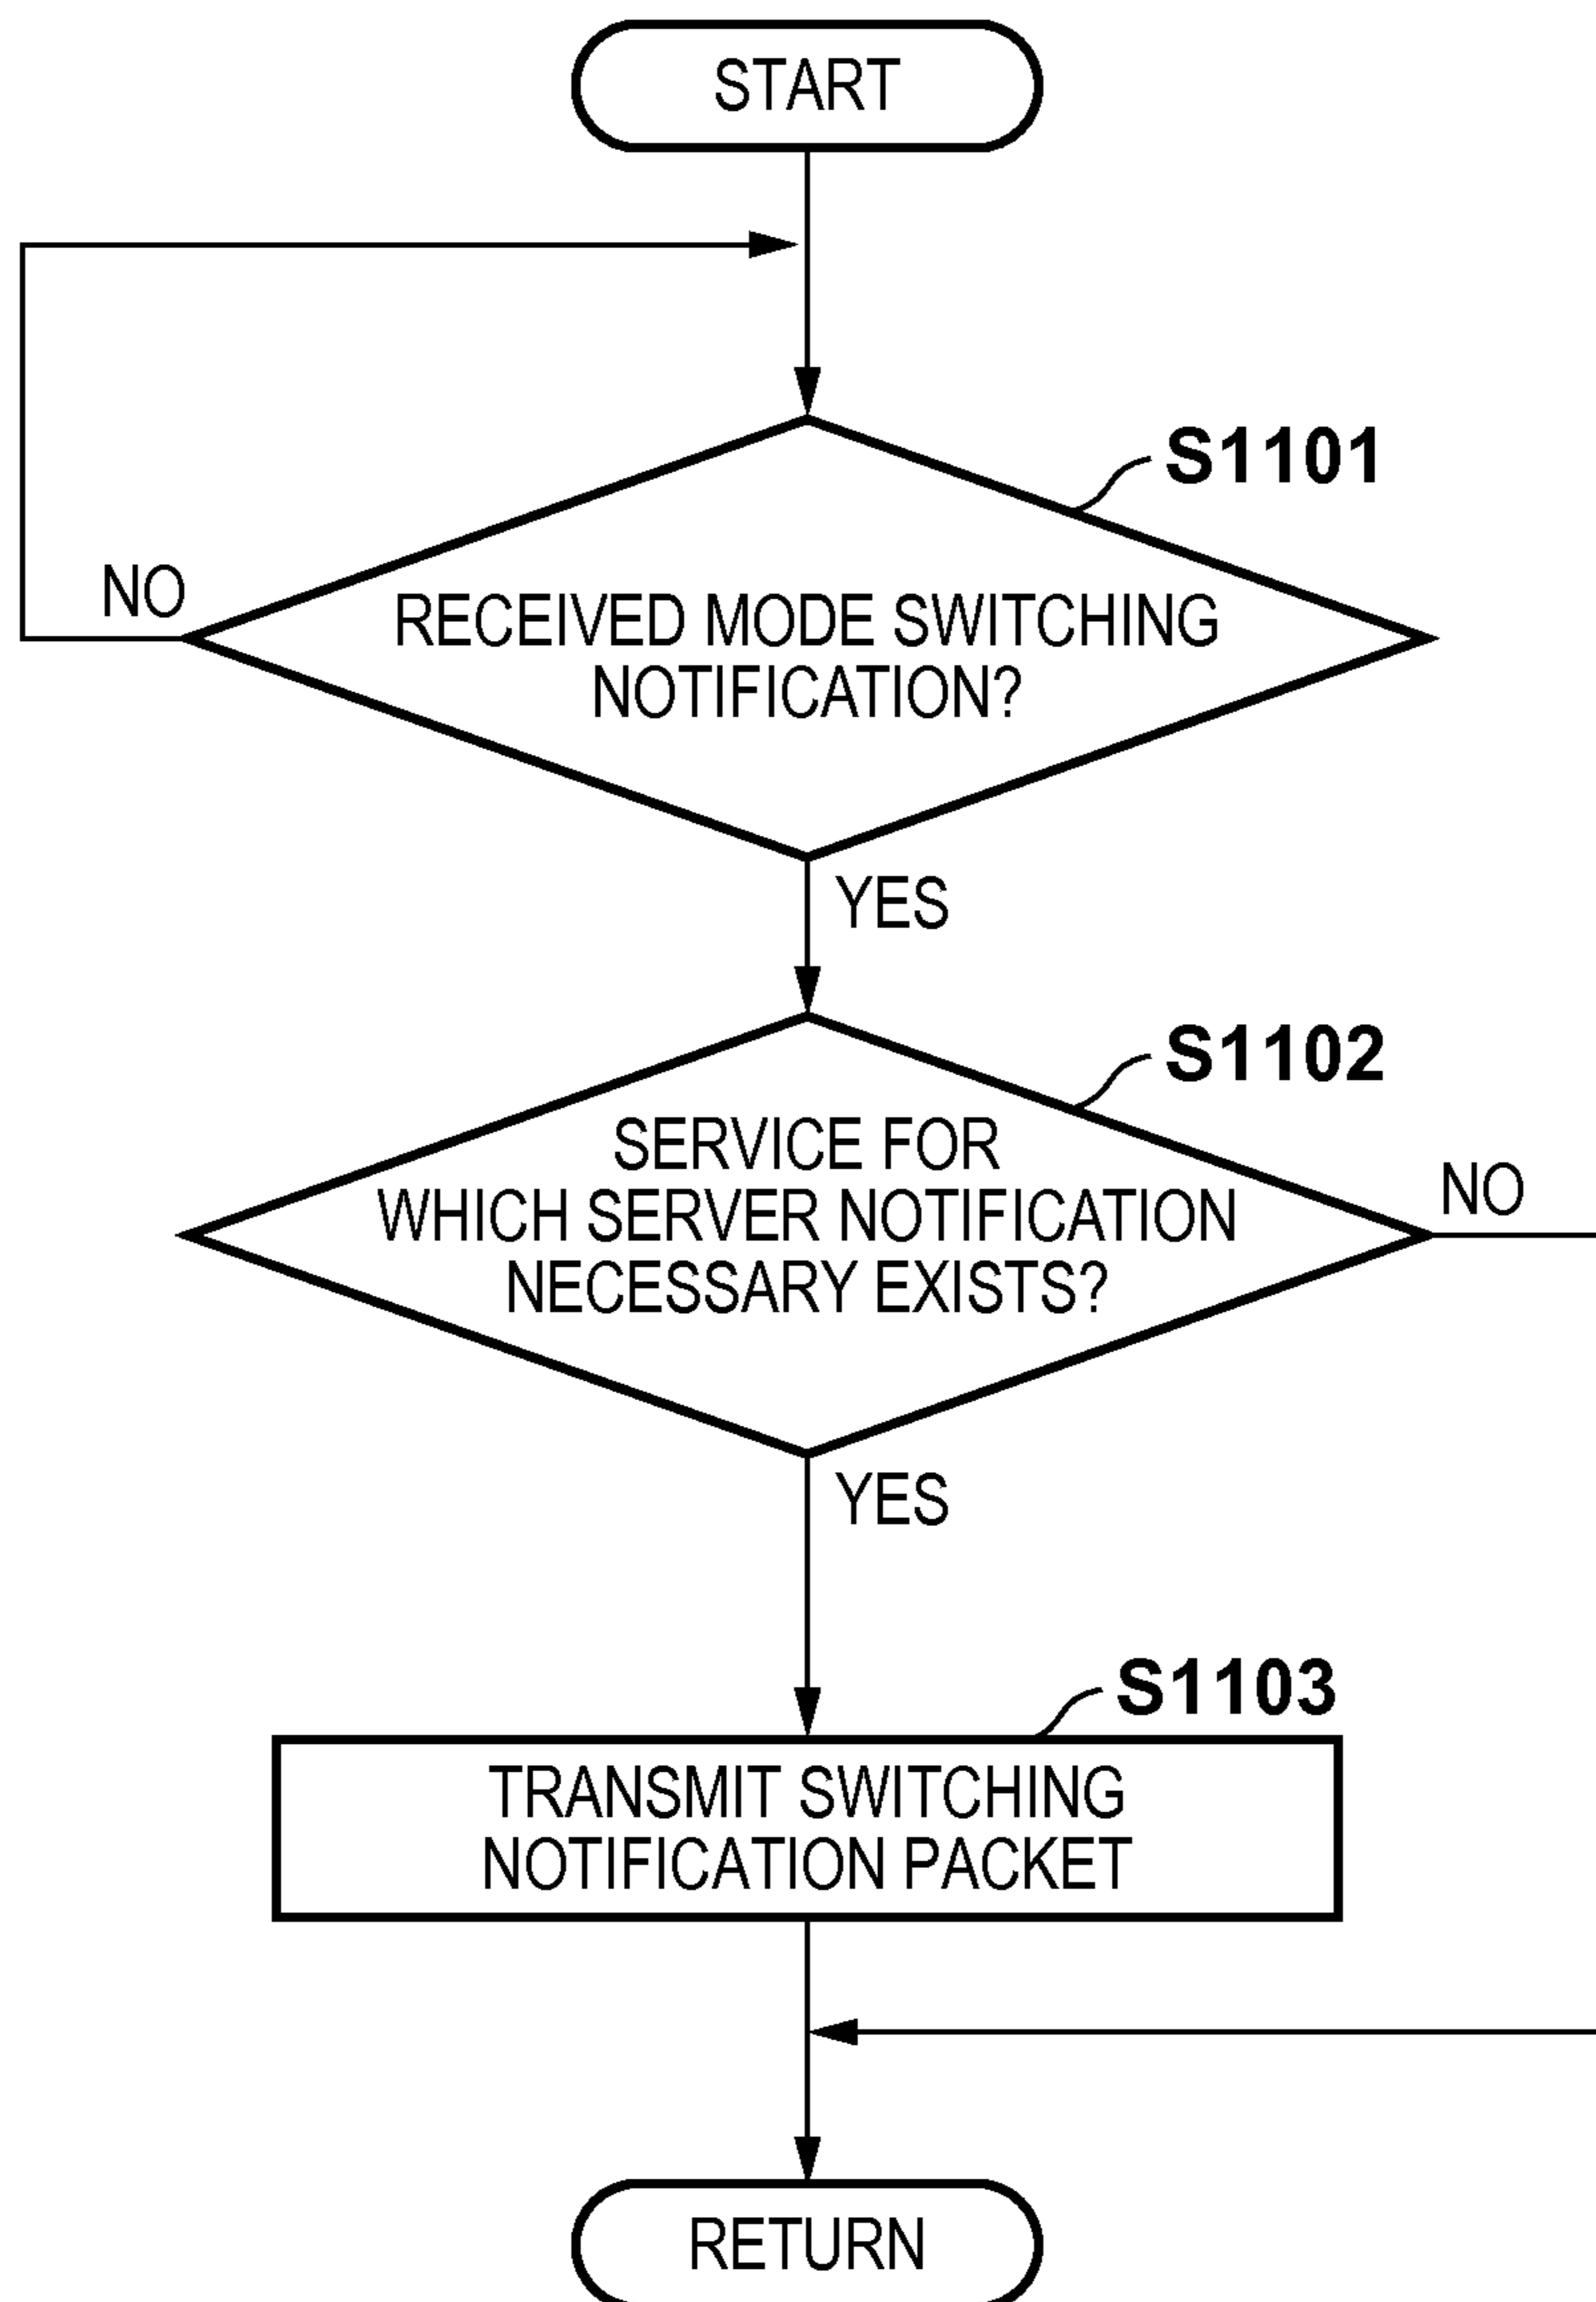 START
S1101
NO
RECEIVED MODE SWITCHING
NOTIFICATION?
YES
S1102
SERVICE FOR
WHICH SERVER NOTIFICATION
NECESSARY EXISTS?
NO
YES
S1103
TRANSMIT SWITCHING
NOTIFICATION PACKET
RETURN